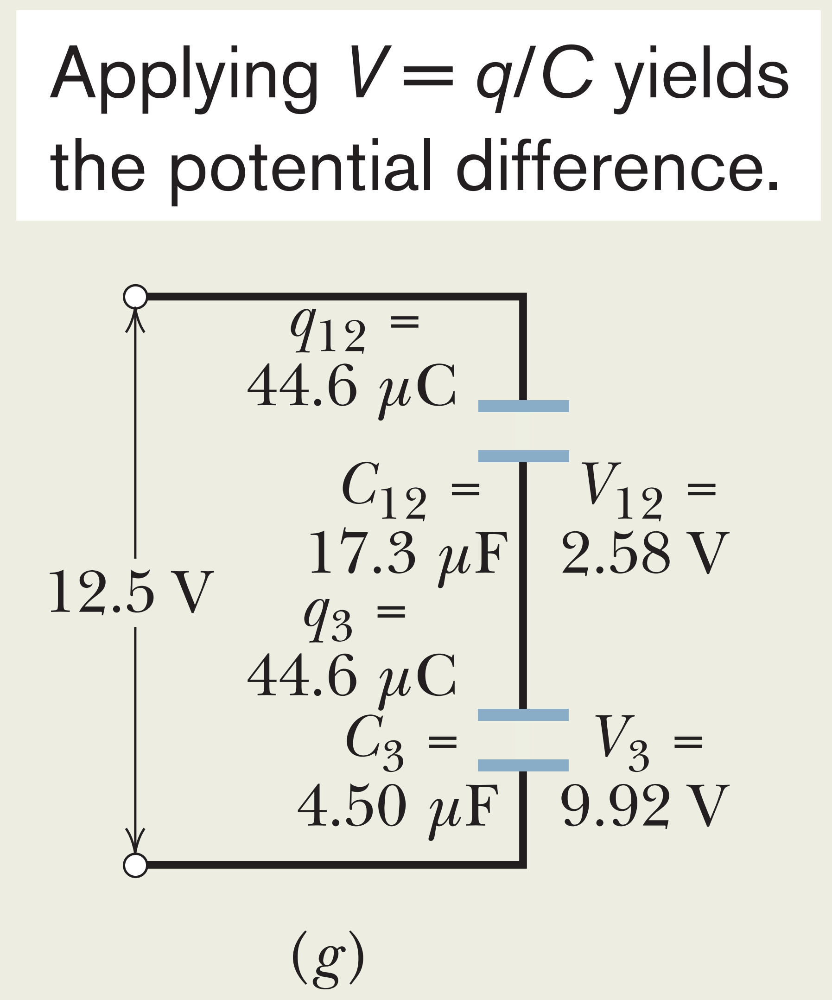 Applying V = q/C yields
the potential difference.
q12 =
44.6 µC
C12 =
17.3 µF
V12 =
2.58 V
12.5 V
q3 =
44.6 µC
C3 =
4.50 µF
V3 =
9.92 V
(g)